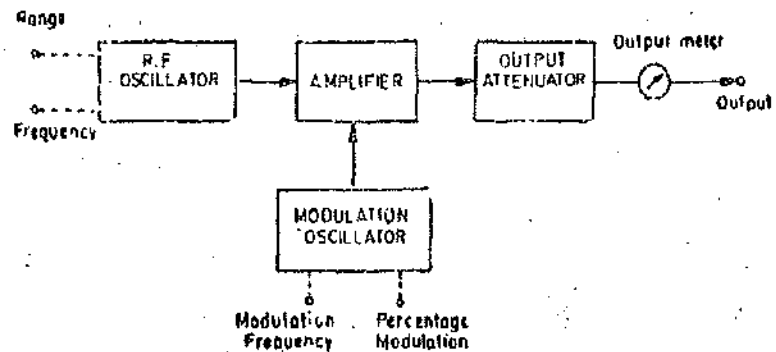 Range
R.F
OSCILLATOR
Frequency
AMPLIFIER
OUTPUT
ATTENUATOR
Output meter
Output
MODULATION
OSCILLATOR
Modulation
Frequency
Percentage
Modulation